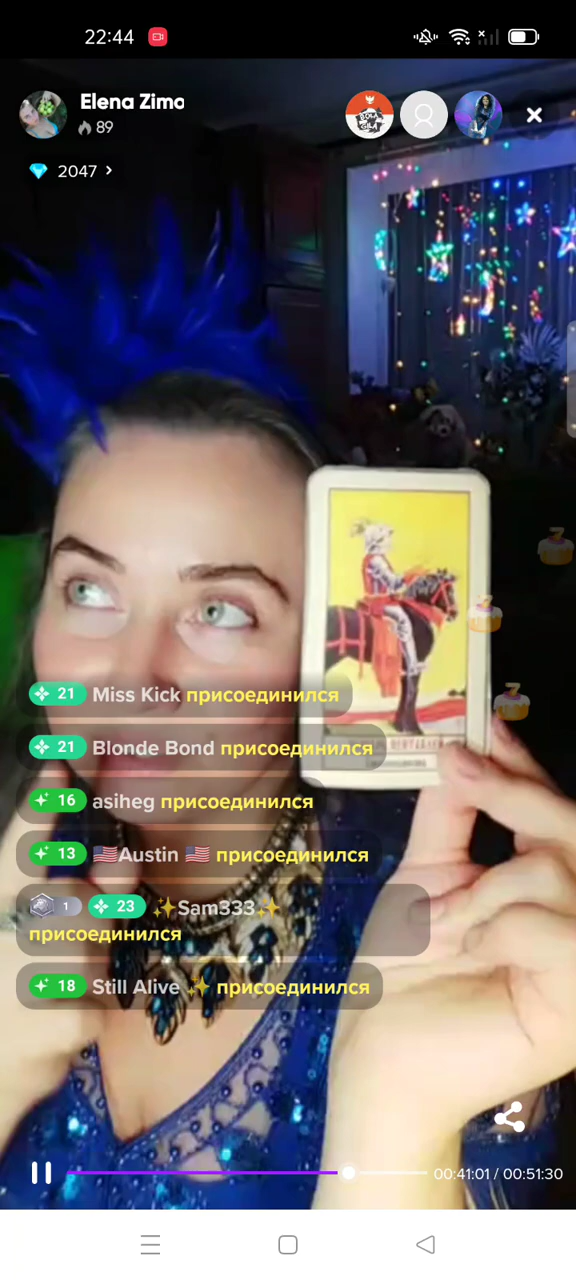 22:44
Elena Zimo
89
2047
21 Miss Kick присоединился
21 Blonde Bond присоединился
16 asiheg присоединился
13 🇺🇸Austin 🇺🇸 присоединился
1 23 ✨Sam333✨
присоединился
18 Still Alive ✨ присоединился
00:41:01 / 00:51:30